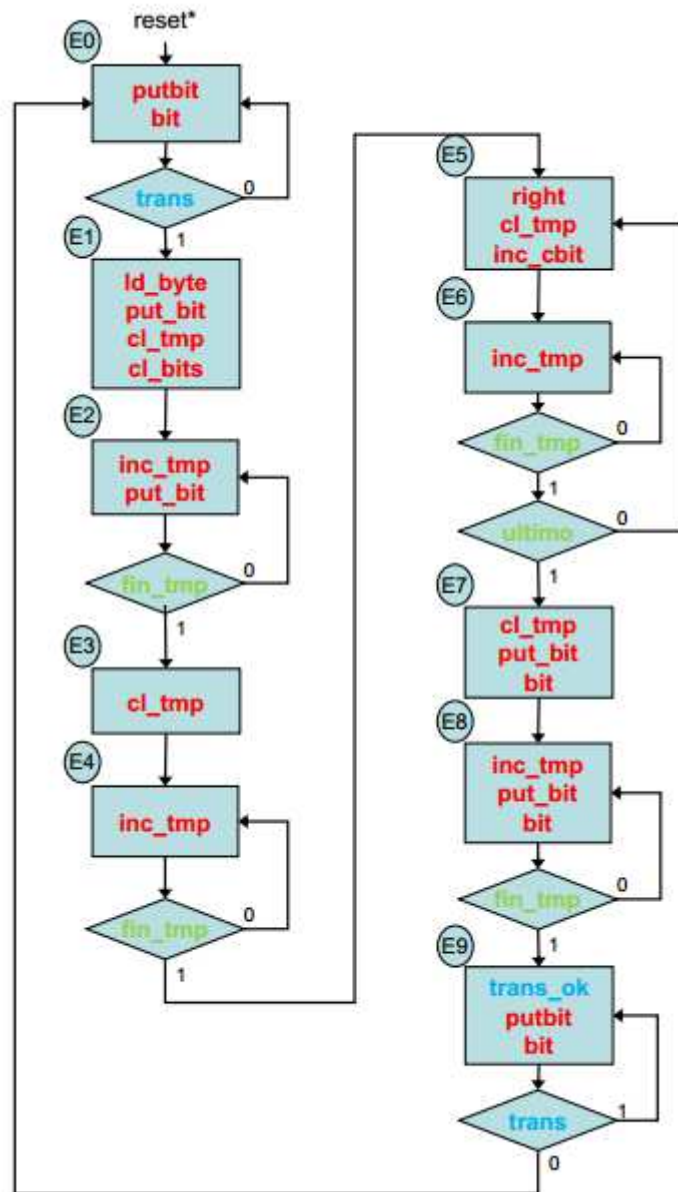 reset*
E0
putbit
bit
trans
0
1
E1
ld_byte
put_bit
cl_tmp
cl_bits
E2
inc_tmp
put_bit
fin_tmp
0
1
E3
cl_tmp
E4
inc_tmp
fin_tmp
0
1
E5
right
cl_tmp
inc_cbit
E6
inc_tmp
fin_tmp
0
1
ultimo
0
1
E7
cl_tmp
put_bit
bit
E8
inc_tmp
put_bit
bit
fin_tmp
0
1
E9
trans_ok
putbit
bit
trans
1
0